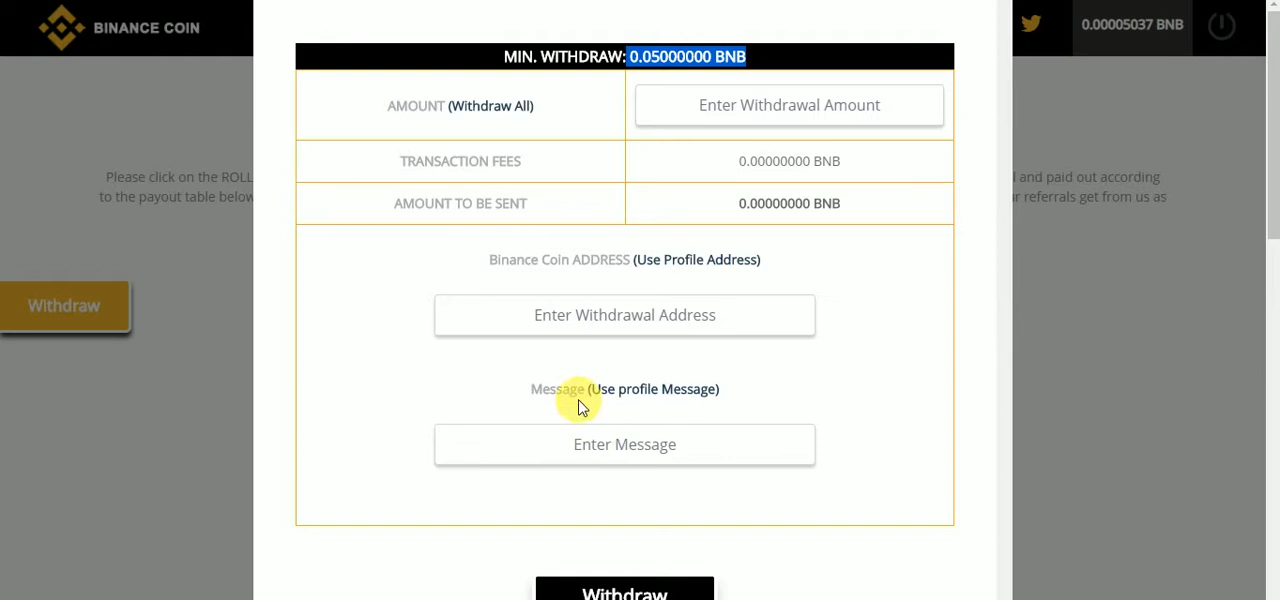 BINANCE COIN
0.00005037 BNB
MIN. WITHDRAW: 0.05000000 BNB
AMOUNT (Withdraw All)
Enter Withdrawal Amount
TRANSACTION FEES
0.00000000 BNB
AMOUNT TO BE SENT
0.00000000 BNB
Please click on the ROLL
l and paid out according
to the payout table below
r referrals get from us as
Binance Coin ADDRESS (Use Profile Address)
Withdraw
Enter Withdrawal Address
Message (Use profile Message)
Enter Message
Withdraw